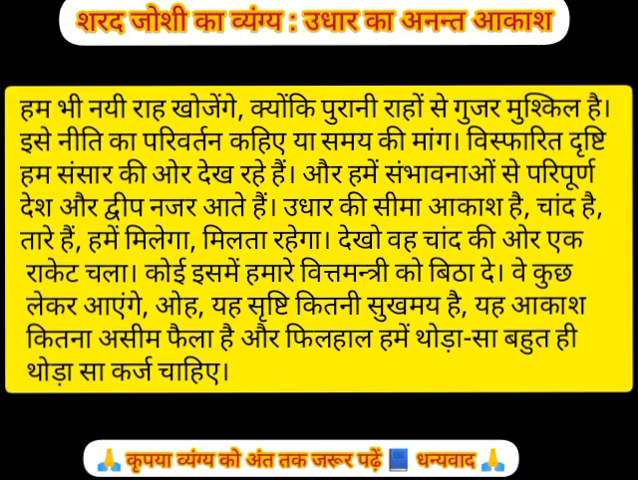 शरद जोशी का व्यंग्य : उधार का अनन्त आकाश
हम भी नयी राह खोजेंगे, क्योंकि पुरानी राहों से गुजर मुश्किल है।
इसे नीति का परिवर्तन कहिए या समय की मांग। विस्फारित दृष्टि
हम संसार की ओर देख रहे हैं। और हमें संभावनाओं से परिपूर्ण
देश और द्वीप नजर आते हैं। उधार की सीमा आकाश है, चांद है,
तारे हैं, हमें मिलेगा, मिलता रहेगा। देखो वह चांद की ओर एक
राकेट चला। कोई इसमें हमारे वित्तमन्त्री को बिठा दे। वे कुछ
लेकर आएंगे, ओह, यह सृष्टि कितनी सुखमय है, यह आकाश
कितना असीम फैला है और फिलहाल हमें थोड़ा-सा बहुत ही
थोड़ा सा कर्ज चाहिए।
🙏 कृपया व्यंग्य को अंत तक जरूर पढ़ें 📘 धन्यवाद 🙏